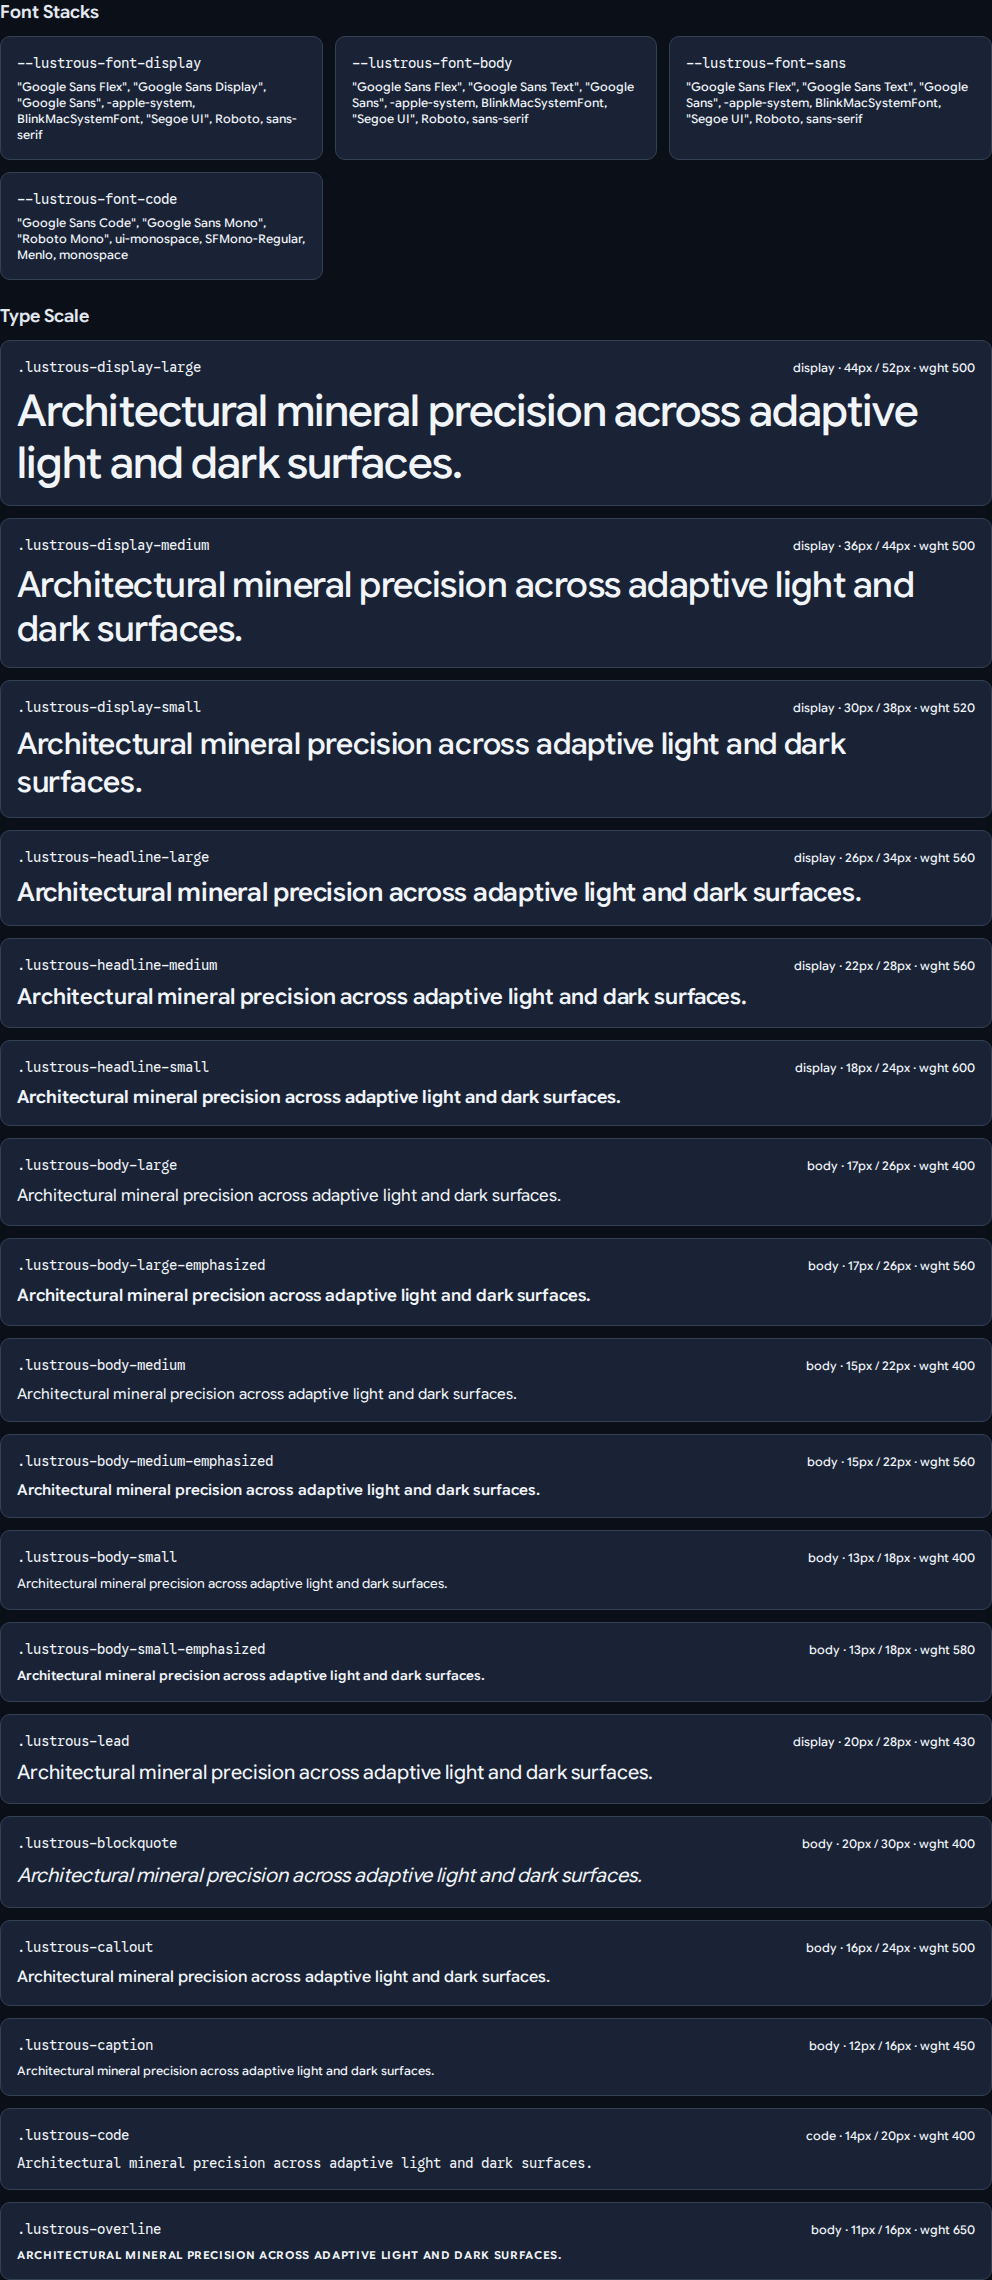 Font Stacks
--lustrous-font-display
"Google Sans Flex", "Google Sans Display",
"Google Sans", -apple-system,
BlinkMacSystemFont, "Segoe UI", Roboto, sans-
serif
--lustrous-font-body
"Google Sans Flex", "Google Sans Text", "Google
Sans", -apple-system, BlinkMacSystemFont,
"Segoe UI", Roboto, sans-serif
--lustrous-font-sans
"Google Sans Flex", "Google Sans Text", "Google
Sans", -apple-system, BlinkMacSystemFont,
"Segoe UI", Roboto, sans-serif
--lustrous-font-code
"Google Sans Code", "Google Sans Mono",
"Roboto Mono", ui-monospace, SFMono-Regular,
Menlo, monospace
Type Scale
.lustrous-display-large display · 44px / 52px · wght 500
Architectural mineral precision across adaptive
light and dark surfaces.
.lustrous-display-medium display · 36px / 44px · wght 500
Architectural mineral precision across adaptive light and
dark surfaces.
.lustrous-display-small display · 30px / 38px · wght 520
Architectural mineral precision across adaptive light and dark
surfaces.
.lustrous-headline-large display · 26px / 34px · wght 560
Architectural mineral precision across adaptive light and dark surfaces.
.lustrous-headline-medium display · 22px / 28px · wght 560
Architectural mineral precision across adaptive light and dark surfaces.
.lustrous-headline-small display · 18px / 24px · wght 600
Architectural mineral precision across adaptive light and dark surfaces.
.lustrous-body-large body · 17px / 26px · wght 400
Architectural mineral precision across adaptive light and dark surfaces.
.lustrous-body-large-emphasized body · 17px / 26px · wght 560
Architectural mineral precision across adaptive light and dark surfaces.
.lustrous-body-medium body · 15px / 22px · wght 400
Architectural mineral precision across adaptive light and dark surfaces.
.lustrous-body-medium-emphasized body · 15px / 22px · wght 560
Architectural mineral precision across adaptive light and dark surfaces.
.lustrous-body-small body · 13px / 18px · wght 400
Architectural mineral precision across adaptive light and dark surfaces.
.lustrous-body-small-emphasized body · 13px / 18px · wght 580
Architectural mineral precision across adaptive light and dark surfaces.
.lustrous-lead display · 20px / 28px · wght 430
Architectural mineral precision across adaptive light and dark surfaces.
.lustrous-blockquote body · 20px / 30px · wght 400
Architectural mineral precision across adaptive light and dark surfaces.
.lustrous-callout body · 16px / 24px · wght 500
Architectural mineral precision across adaptive light and dark surfaces.
.lustrous-caption body · 12px / 16px · wght 450
Architectural mineral precision across adaptive light and dark surfaces.
.lustrous-code code · 14px / 20px · wght 400
Architectural mineral precision across adaptive light and dark surfaces.
.lustrous-overline body · 11px / 16px · wght 650
ARCHITECTURAL MINERAL PRECISION ACROSS ADAPTIVE LIGHT AND DARK SURFACES.